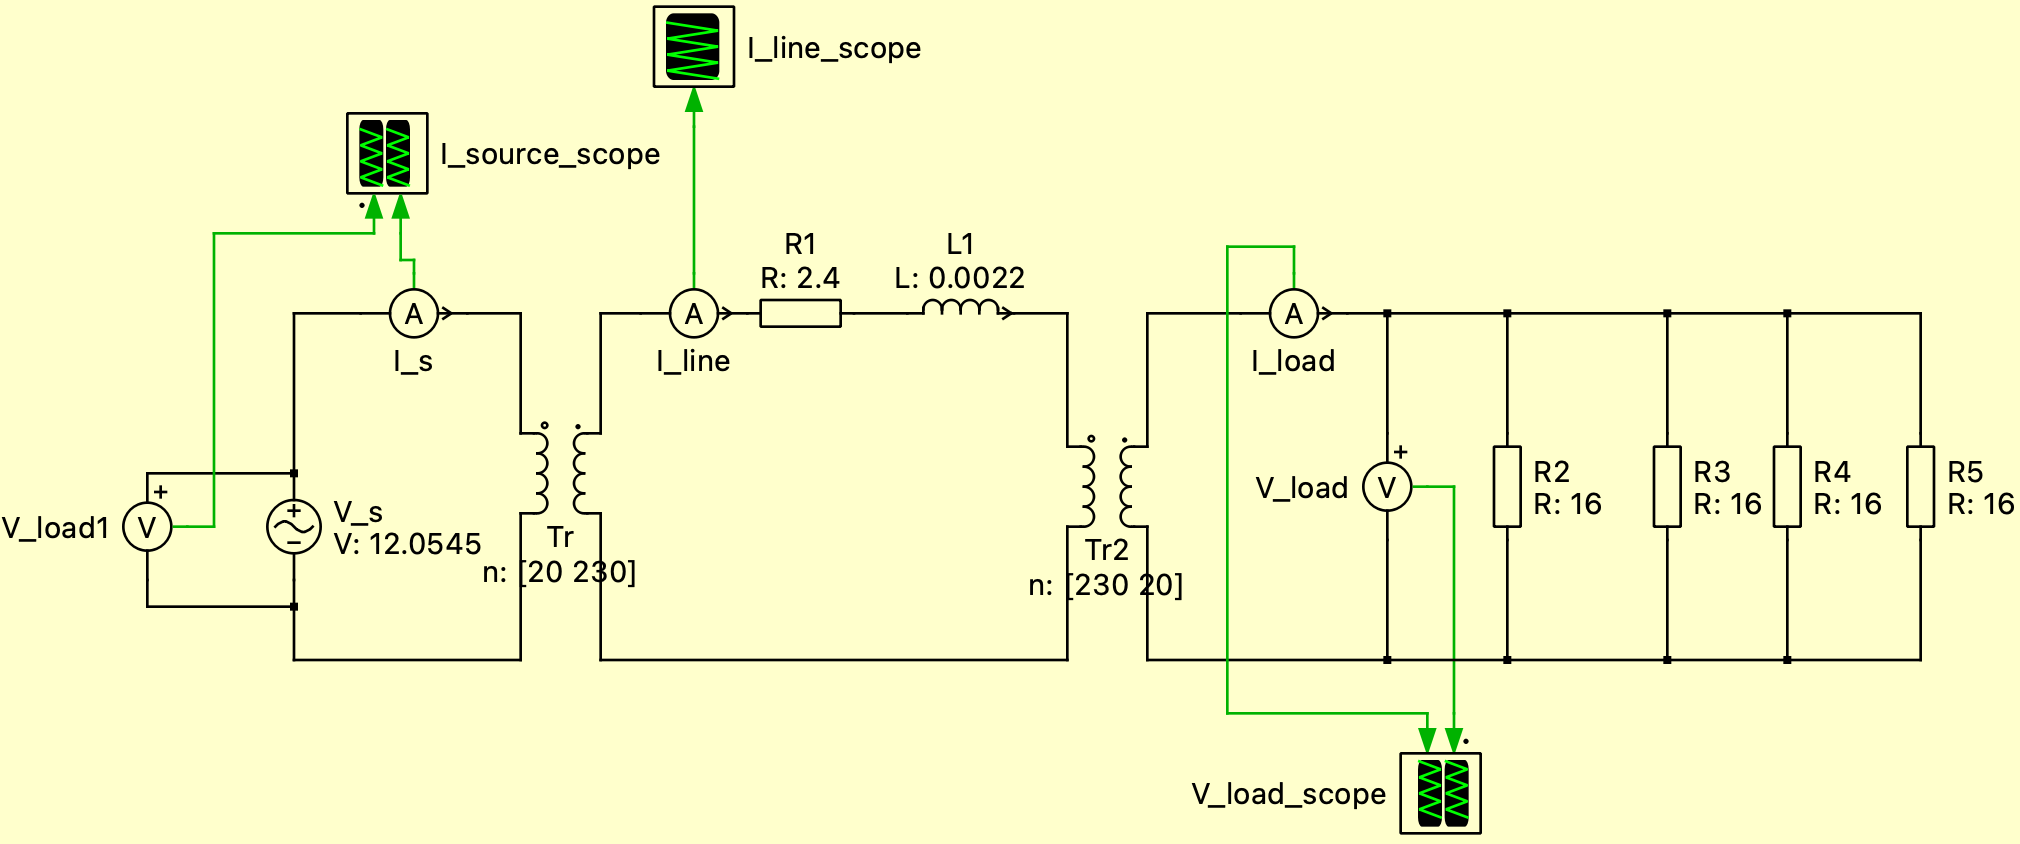 I_line_scope
I_source_scope
R1
R: 2.4
L1
L: 0.0022
A
I_s
A
I_line
A
I_load
+
V_load1
V
+
−
V_s
V: 12.0545
Tr
n: [20 230]
Tr2
n: [230 20]
+
V_load
V
R2
R: 16
R3
R: 16
R4
R: 16
R5
R: 16
V_load_scope